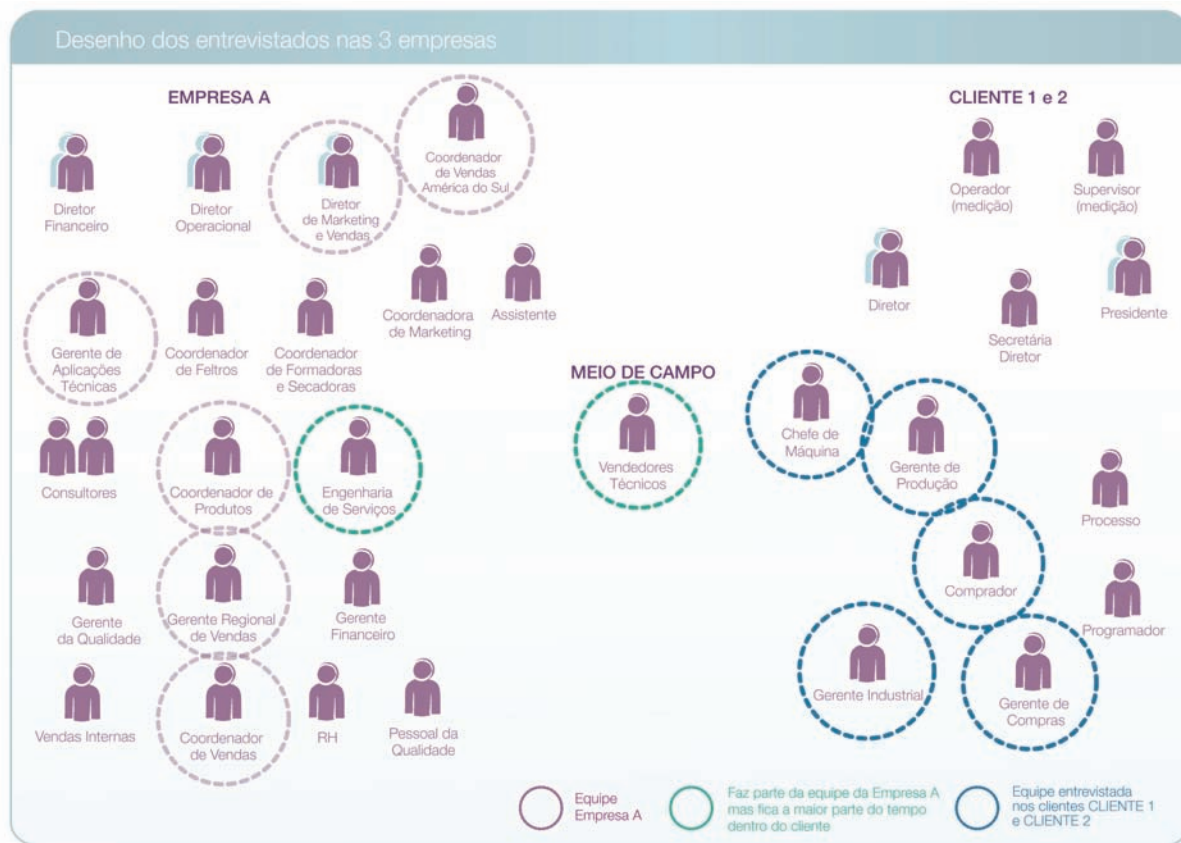 Desenho dos entrevistados nas 3 empresas
EMPRESA A
Coordenador
de Vendas
América do Sul
Diretor
Financeiro
Diretor
Operacional
Diretor
de Marketing
e Vendas
Coordenadora
de Marketing
Assistente
Gerente de
Aplicações
Técnicas
Coordenador
de Feltros
Coordenador
de Formadoras
e Secadoras
Consultores
Coordenador de
Produtos
Engenharia
de Serviços
Gerente
da Qualidade
Gerente Regional
de Vendas
Gerente
Financeiro
Vendas Internas
Coordenador
de Vendas
RH
Pessoal da
Qualidade
MEIO DE CAMPO
Vendedores
Técnicos
CLIENTE 1 e 2
Operador
(medição)
Supervisor
(medição)
Diretor
Secretária
Diretor
Presidente
Chefe de
Máquina
Gerente de
Produção
Processo
Comprador
Programador
Gerente Industrial
Gerente de
Compras
Equipe
Empresa A
Faz parte da equipe da Empresa A
mas fica a maior parte do tempo
dentro do cliente
Equipe entrevistada
nos clientes CLIENTE 1
e CLIENTE 2